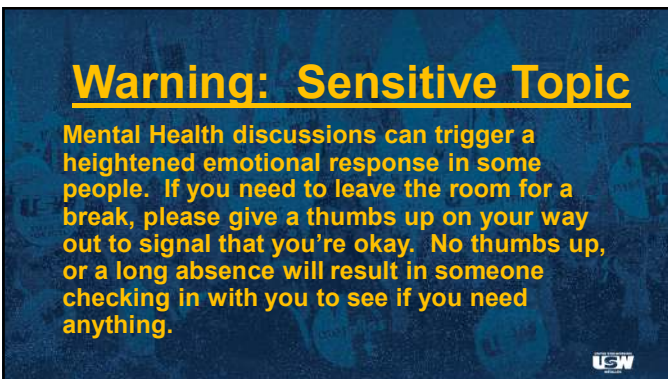 Warning:  Sensitive Topic
Mental Health discussions can trigger a
heightened emotional response in some
people.  If you need to leave the room for a
break, please give a thumbs up on your way
out to signal that you’re okay.  No thumbs up,
or a long absence will result in someone
checking in with you to see if you need
anything.
USW